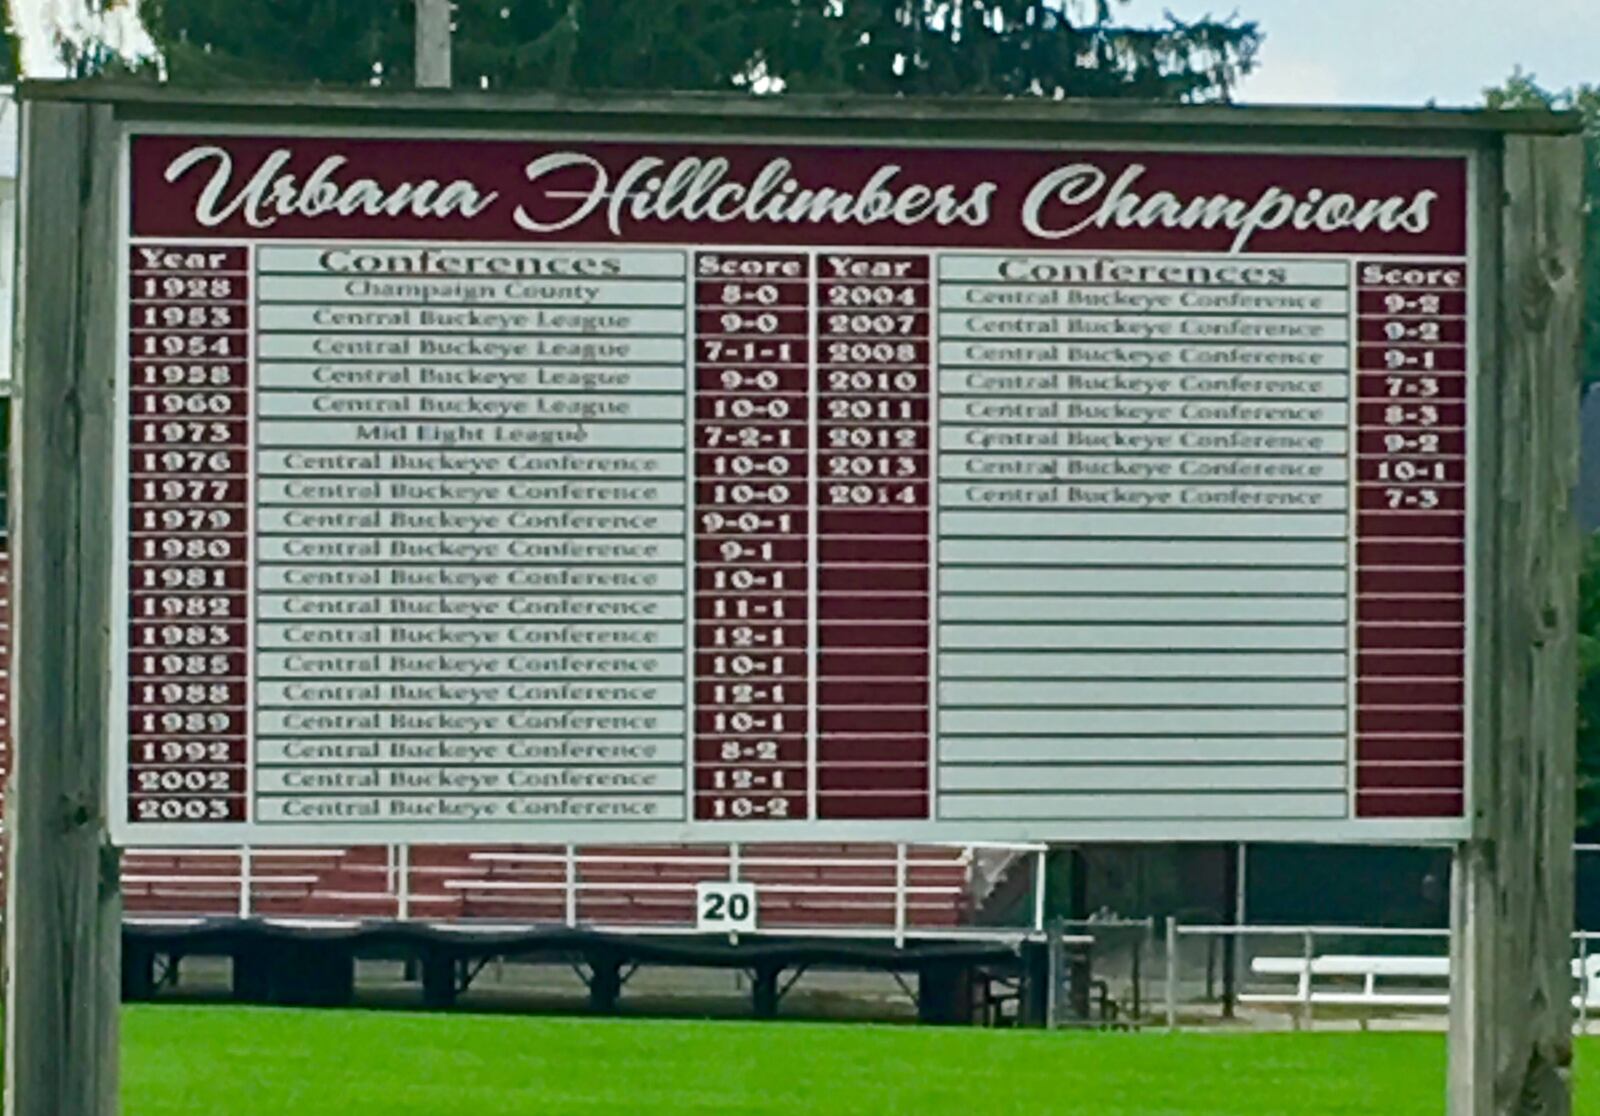 Urbana Hillclimbers Champions
Year Conferences Score Year Conferences Score
1928 Champaign County 8-0 2004 Central Buckeye Conference 9-2
1953 Central Buckeye League 9-0 2007 Central Buckeye Conference 9-2
1954 Central Buckeye League 7-1-1 2008 Central Buckeye Conference 9-1
1958 Central Buckeye League 9-0 2010 Central Buckeye Conference 7-3
1960 Central Buckeye League 10-0 2011 Central Buckeye Conference 8-3
1973 Mid Eight League 7-2-1 2012 Central Buckeye Conference 9-2
1976 Central Buckeye Conference 10-0 2013 Central Buckeye Conference 10-1
1977 Central Buckeye Conference 10-0 2014 Central Buckeye Conference 7-3
1979 Central Buckeye Conference 9-0-1
1980 Central Buckeye Conference 9-1
1981 Central Buckeye Conference 10-1
1982 Central Buckeye Conference 11-1
1983 Central Buckeye Conference 12-1
1985 Central Buckeye Conference 10-1
1988 Central Buckeye Conference 12-1
1989 Central Buckeye Conference 10-1
1992 Central Buckeye Conference 8-2
2002 Central Buckeye Conference 12-1
2003 Central Buckeye Conference 10-2
20